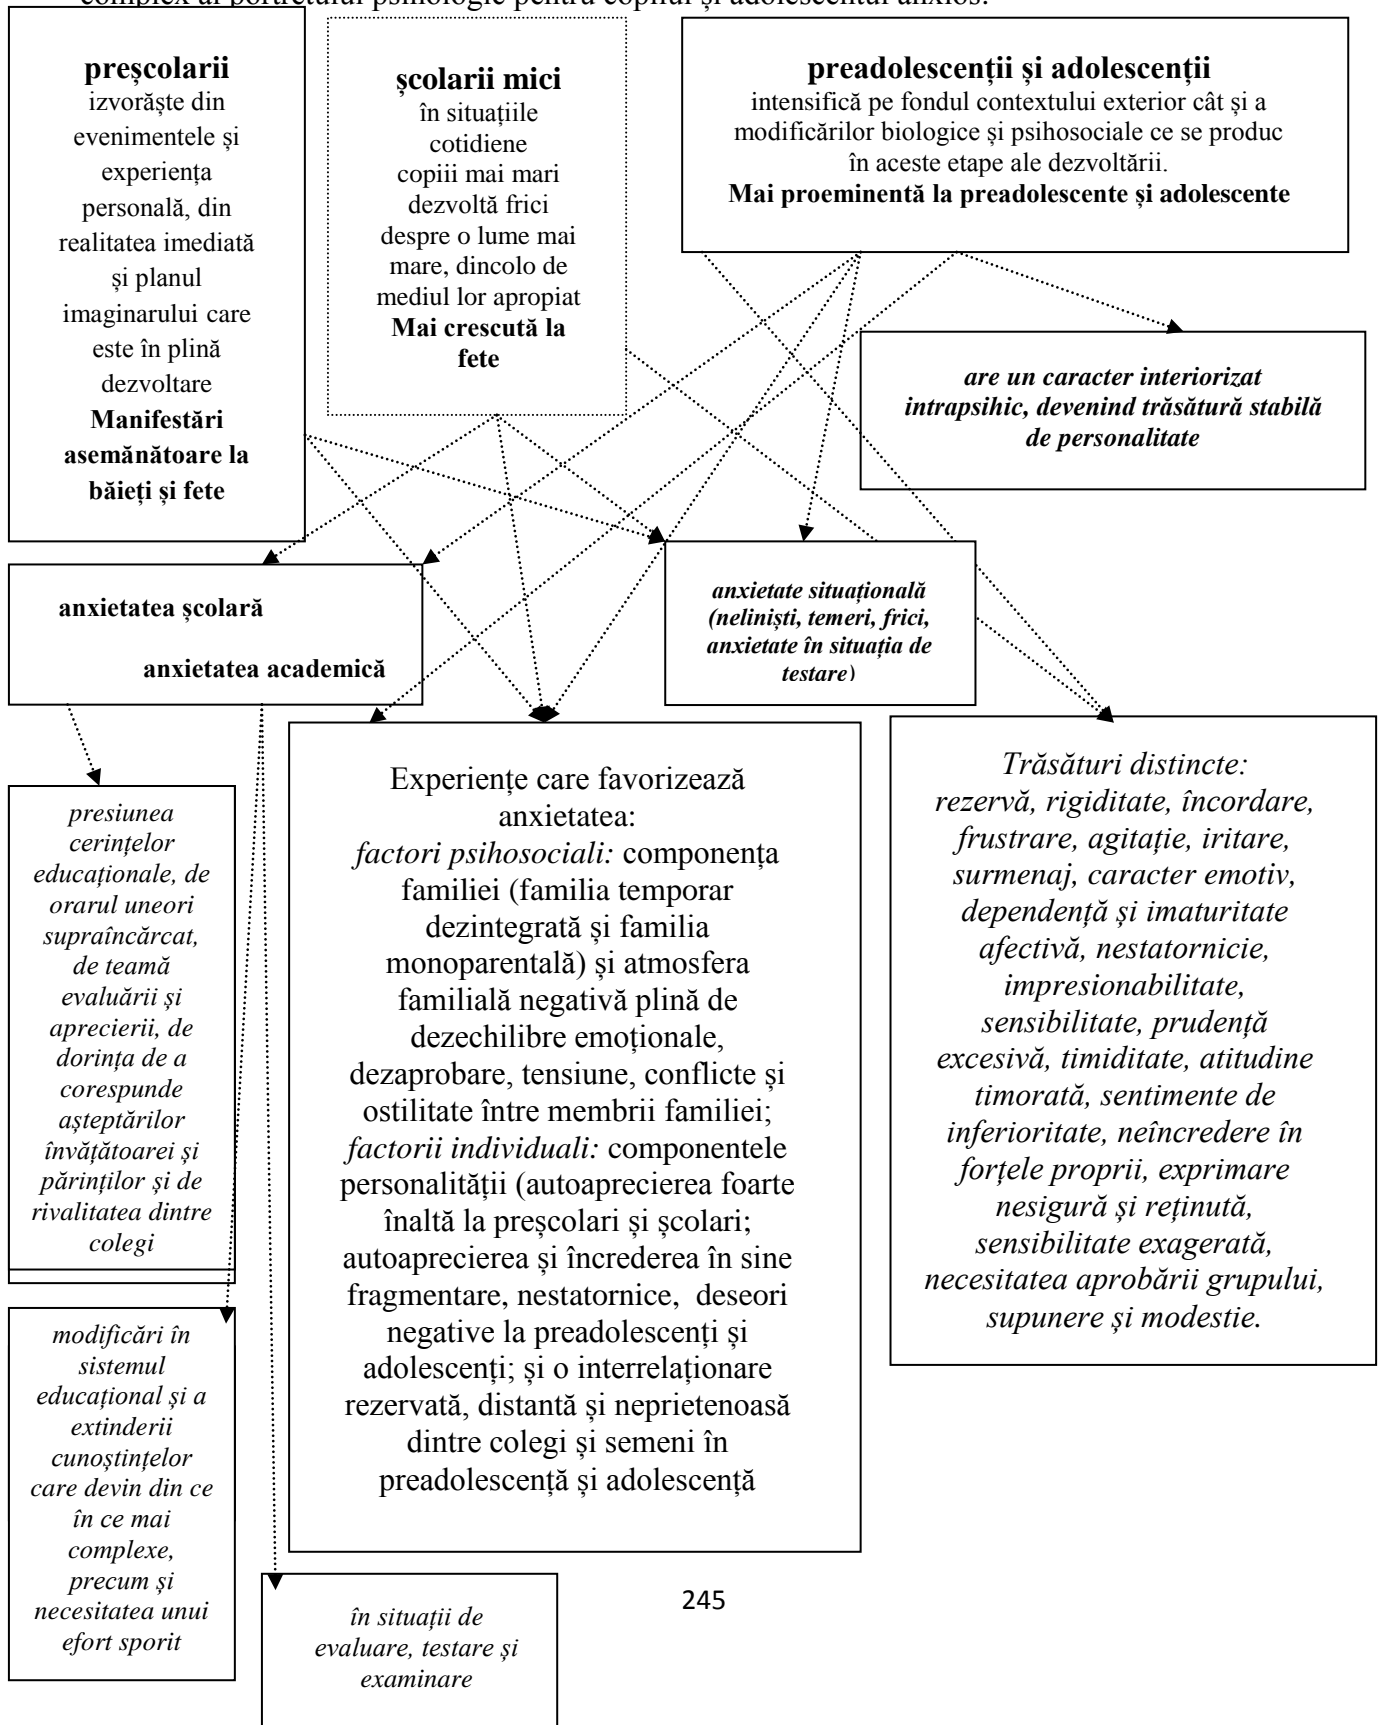 complex al portretului psihologic pentru copilul și adolescentul anxios.
preșcolarii
izvorăște din
evenimentele și
experiența
personală, din
realitatea imediată
și planul
imaginarului care
este în plină
dezvoltare
Manifestări
asemănătoare la
băieți și fete
școlarii mici
în situațiile
cotidiene
copiii mai mari
dezvoltă frici
despre o lume mai
mare, dincolo de
mediul lor apropiat
Mai crescută la
fete
preadolescenții și adolescenții
intensifică pe fondul contextului exterior cât și a
modificărilor biologice și psihosociale ce se produc
în aceste etape ale dezvoltării.
Mai proeminentă la preadolescente și adolescente
are un caracter interiorizat
intrapsihic, devenind trăsătură stabilă
de personalitate
anxietatea școlară
anxietatea academică
anxietate situațională
(neliniști, temeri, frici,
anxietate în situația de
testare)
presiunea
cerințelor
educaționale, de
orarul uneori
supraîncărcat,
de teamă
evaluării și
aprecierii, de
dorința de a
corespunde
așteptărilor
învățătoarei și
părinților și de
rivalitatea dintre
colegi
modificări în
sistemul
educațional și a
extinderii
cunoștințelor
care devin din ce
în ce mai
complexe,
precum și
necesitatea unui
efort sporit
Experiențe care favorizează
anxietatea:
factori psihosociali: componența
familiei (familia temporar
dezintegrată și familia
monoparentală) și atmosfera
familială negativă plină de
dezechilibre emoționale,
dezaprobare, tensiune, conflicte și
ostilitate între membrii familiei;
factorii individuali: componentele
personalității (autoaprecierea foarte
înaltă la preșcolari și școlari;
autoaprecierea și încrederea în sine
fragmentare, nestatornice, deseori
negative la preadolescenți și
adolescenți; și o interrelaționare
rezervată, distantă și neprietenoasă
dintre colegi și semeni în
preadolescență și adolescență
Trăsături distincte:
rezervă, rigiditate, încordare,
frustrare, agitație, iritare,
surmenaj, caracter emotiv,
dependență și imaturitate
afectivă, nestatornicie,
impresionabilitate,
sensibilitate, prudență
excesivă, timiditate, atitudine
timorată, sentimente de
inferioritate, neîncredere în
forțele proprii, exprimare
nesigură și reținută,
sensibilitate exagerată,
necesitatea aprobării grupului,
supunere și modestie.
în situații de
evaluare, testare și
examinare
245